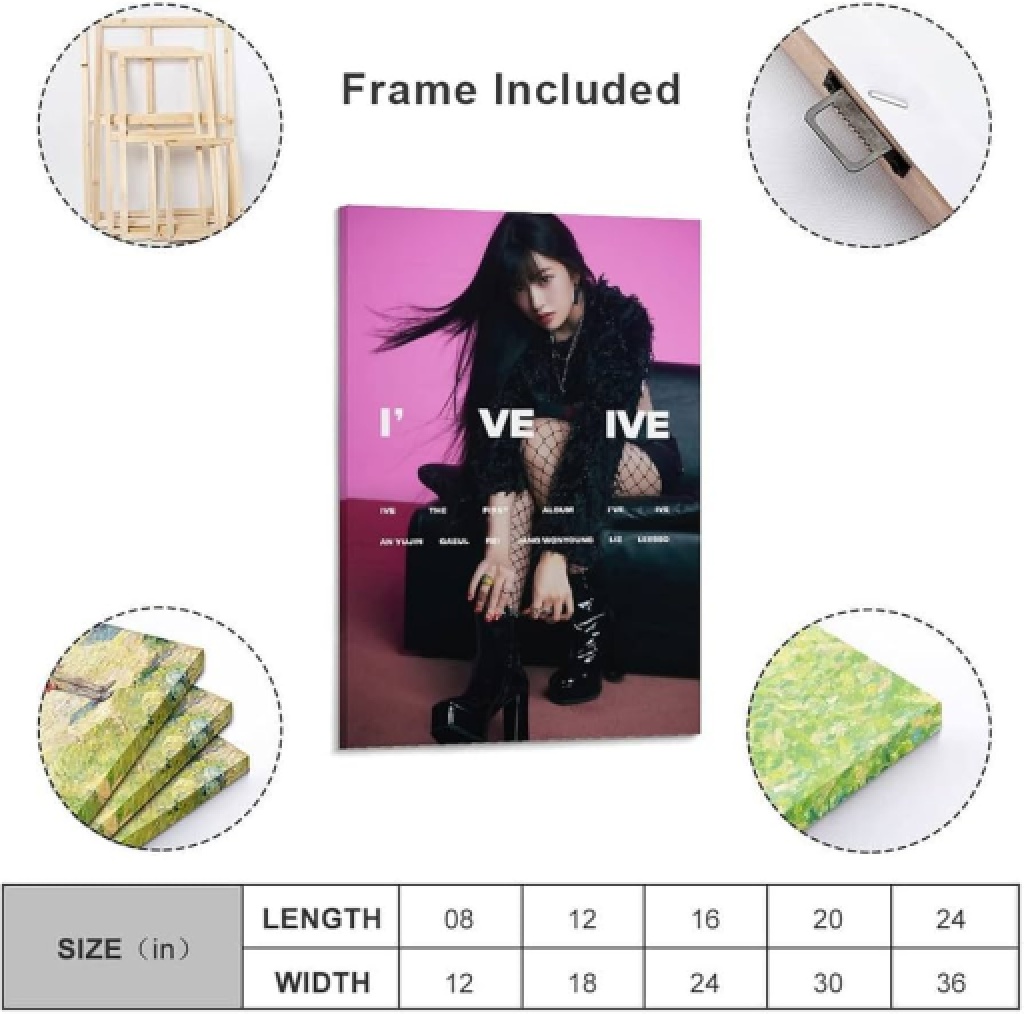 Frame Included
I' VE IVE
IVE THE FIRST ALBUM I'VE IVE
AN YUJIN GAEUL REI JANG WONYOUNG LIZ LEESEO
SIZE（in） LENGTH 08 12 16 20 24
WIDTH 12 18 24 30 36